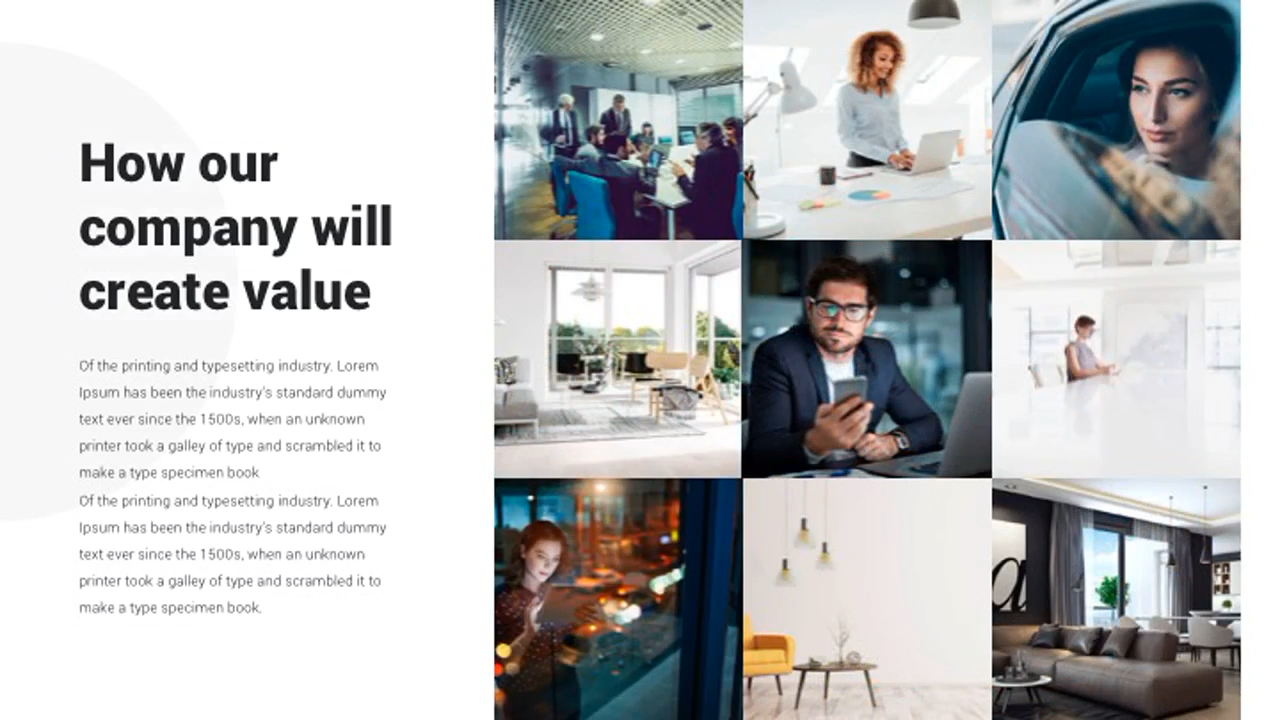 How our
company will
create value
Of the printing and typesetting industry. Lorem
Ipsum has been the industry's standard dummy
text ever since the 1500s, when an unknown
printer took a galley of type and scrambled it to
make a type specimen book
Of the printing and typesetting industry. Lorem
Ipsum has been the industry's standard dummy
text ever since the 1500s, when an unknown
printer took a galley of type and scrambled it to
make a type specimen book.
a